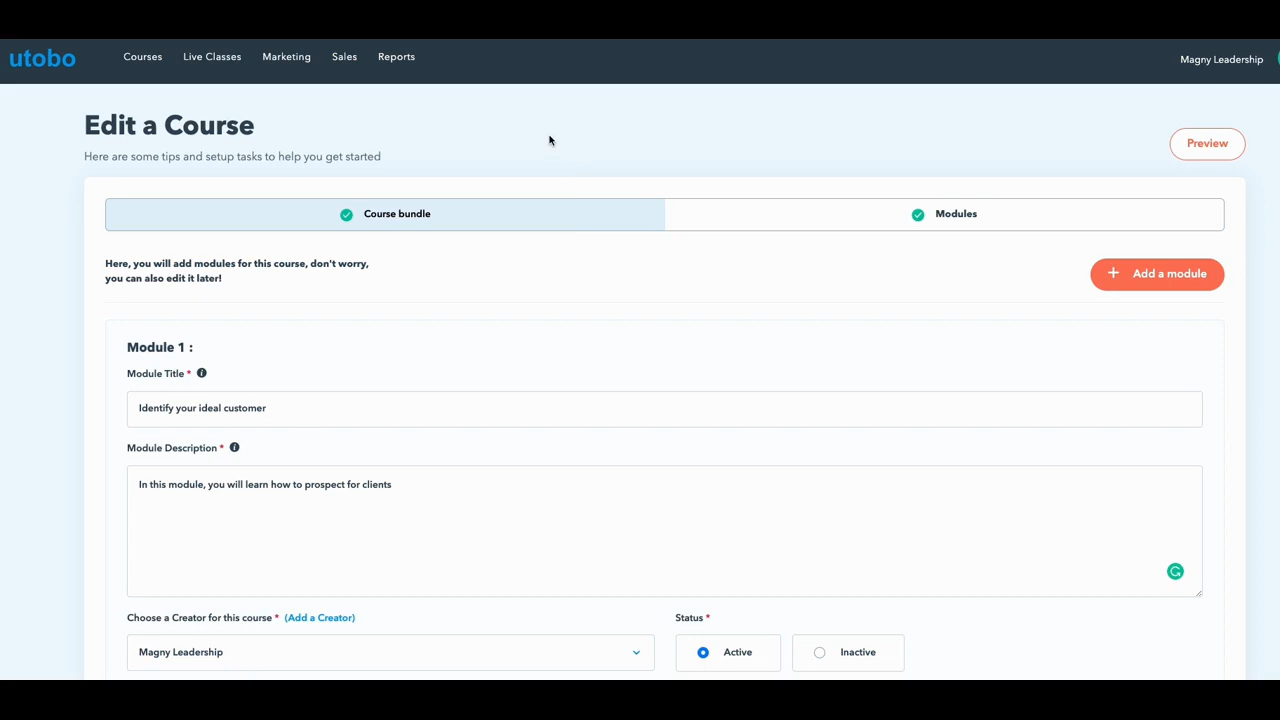 utobo
Courses
Live Classes
Marketing
Sales
Reports
Magny Leadership
Edit a Course
Here are some tips and setup tasks to help you get started
Preview
Course bundle
Modules
Here, you will add modules for this course, don't worry,
you can also edit it later!
+ Add a module
Module 1 :
Module Title *
Identify your ideal customer
Module Description *
In this module, you will learn how to prospect for clients
Choose a Creator for this course * (Add a Creator)
Status *
Magny Leadership
Active
Inactive